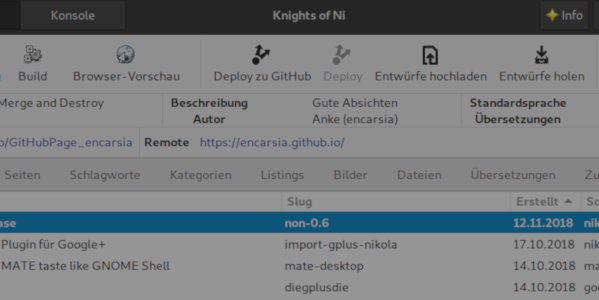 Konsole Knights of Ni Info
Build Browser-Vorschau Deploy zu GitHub Deploy Entwürfe hochladen Entwürfe holen
Merge and Destroy Beschreibung Gute Absichten Standardsprache
Autor Anke (encarsia) Übersetzungen
o/GitHubPage_encarsia Remote https://encarsia.github.io/
Seiten Schlagworte Kategorien Listings Bilder Dateien Übersetzungen Zu
Slug Erstellt
ase non-0.6 12.11.2018 nik
Plugin für Google+ import-gplus-nikola 17.10.2018 nik
MATE taste like GNOME Shell mate-desktop 14.10.2018 ma
diegplusdie 14.10.2018 goo